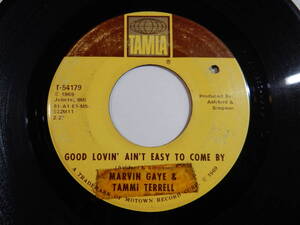 TAMLA
T-54179
© 1969
Jobete, BMI
Produced By:
Ashford &
Simpson
GOOD LOVIN' AIN'T EASY TO COME BY
MARVIN GAYE &
TAMMI TERRELL
A TRADEMARK OF MOTOWN RECORD